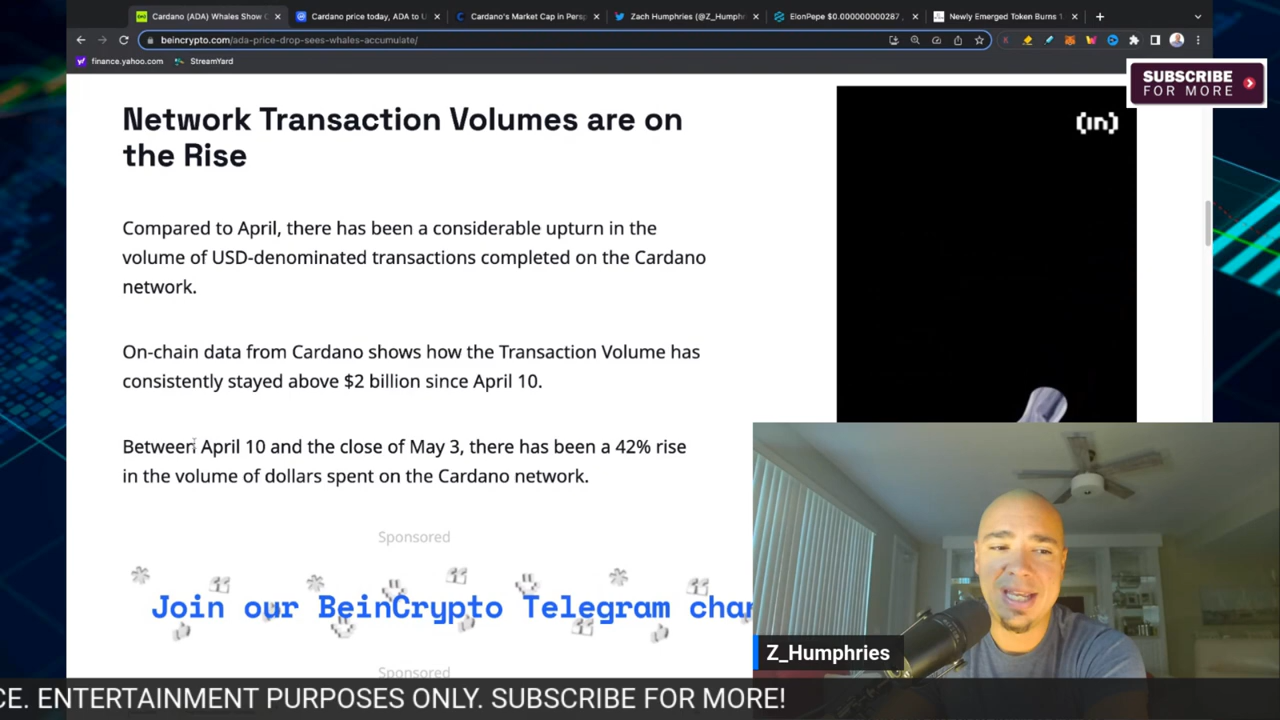 Cardano (ADA) Whales Show
Cardano price today, ADA to U
Cardano's Market Cap in Persp
Zach Humphries (@Z_Humph
ElonPepe $0.000000000287
Newly Emerged Token Burns 1
beincrypto.com/ada-price-drop-sees-whales-accumulate/
finance.yahoo.com
StreamYard
SUBSCRIBE
FOR MORE
Network Transaction Volumes are on
the Rise
(in)
Compared to April, there has been a considerable upturn in the
volume of USD-denominated transactions completed on the Cardano
network.
On-chain data from Cardano shows how the Transaction Volume has
consistently stayed above $2 billion since April 10.
Between April 10 and the close of May 3, there has been a 42% rise
in the volume of dollars spent on the Cardano network.
Sponsored
Join our BeinCrypto Telegram chan
Z_Humphries
Sponsored
CE. ENTERTAINMENT PURPOSES ONLY. SUBSCRIBE FOR MORE!